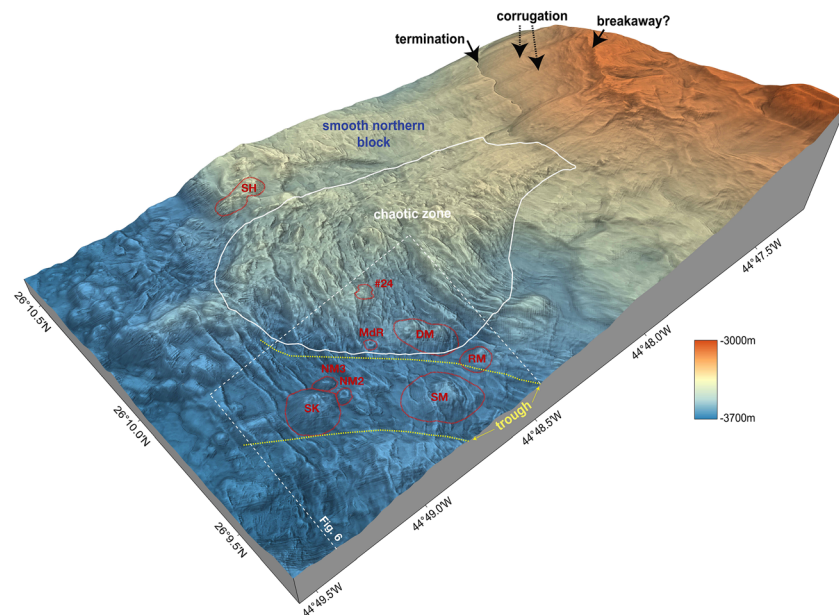 corrugation
breakaway?
termination
smooth northern
block
SH
chaotic zone
#24
MdR
DM
RM
NM3
NM2
SK
SM
trough
Fig. 6
44°47.5'W
44°48.0'W
44°48.5'W
44°49.0'W
44°49.5'W
26°10.5'N
26°10.0'N
26°9.5'N
-3000m
-3700m